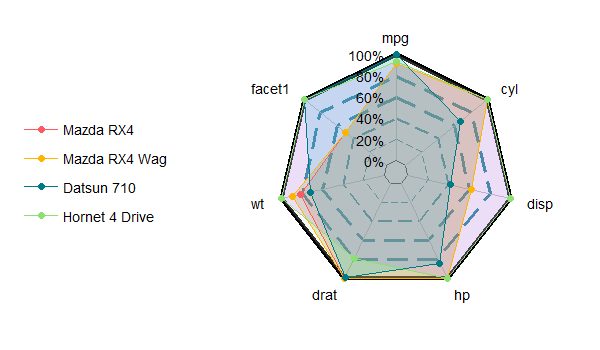 mpg
100%
80%
60%
40%
20%
0%
facet1
cyl
wt
disp
drat
hp
Mazda RX4
Mazda RX4 Wag
Datsun 710
Hornet 4 Drive